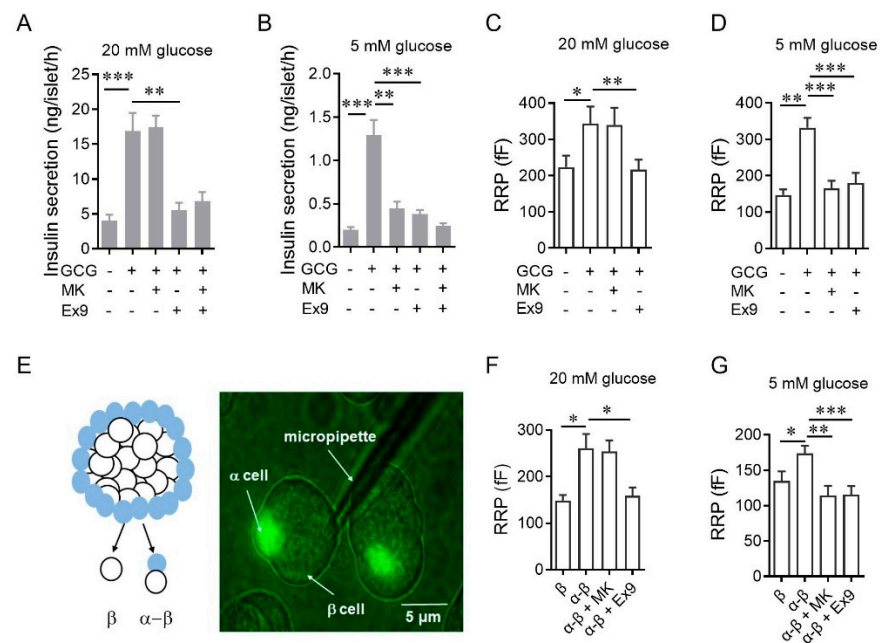 A
20 mM glucose
Insulin secretion (ng/islet/h)
25
20
15
10
5
0
***
**
GCG - + + + +
MK - - + - +
Ex9 - - - + +
B
5 mM glucose
Insulin secretion (ng/islet/h)
2.0
1.5
1.0
0.5
0.0
***
***
**
GCG - + + + +
MK - - + - +
Ex9 - - - + +
C
20 mM glucose
RRP (fF)
400
300
200
100
0
*
**
GCG - + + +
MK - - + -
Ex9 - - - +
D
5 mM glucose
RRP (fF)
400
300
200
100
0
**
***
***
GCG - + + +
MK - - + -
Ex9 - - - +
E
β
α-β
micropipette
α cell
β cell
5 µm
F
20 mM glucose
RRP (fF)
400
300
200
100
0
*
*
β
α-β
α-β + MK
α-β + Ex9
G
5 mM glucose
RRP (fF)
200
150
100
50
0
*
***
**
β
α-β
α-β + MK
α-β + Ex9